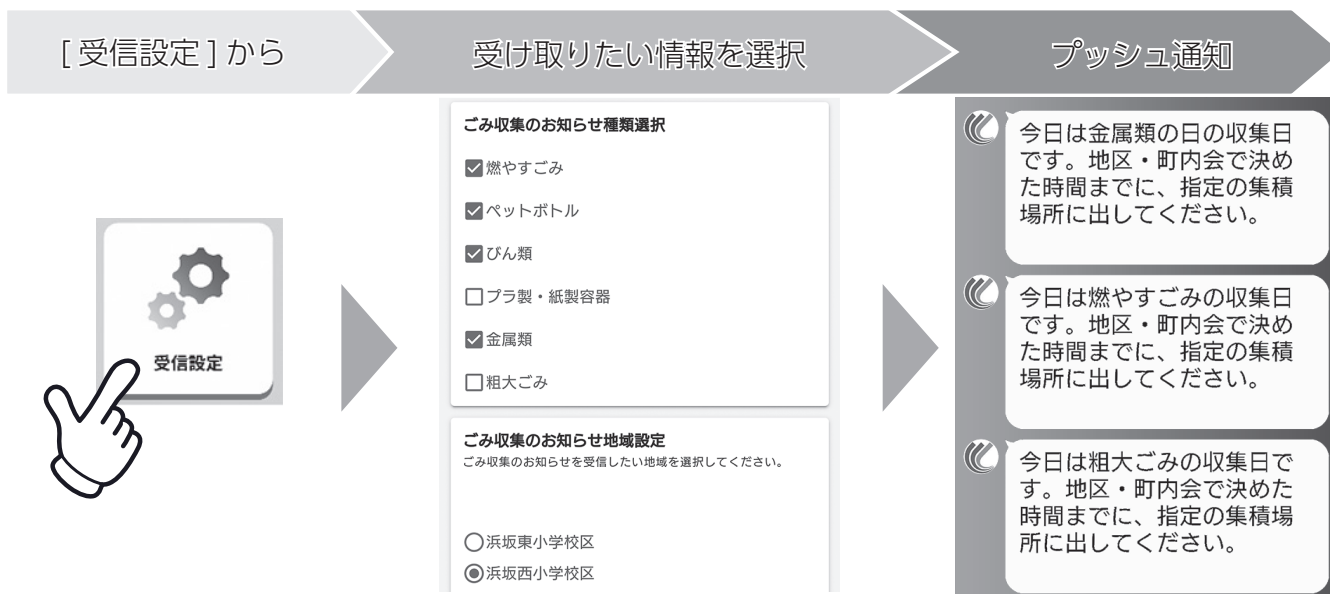 [ 受信設定 ] から
受け取りたい情報を選択
プッシュ通知
受信設定
ごみ収集のお知らせ種類選択
燃やすごみ
ペットボトル
びん類
プラ製・紙製容器
金属類
粗大ごみ
ごみ収集のお知らせ地域設定
ごみ収集のお知らせを受信したい地域を選択してください。
浜坂東小学校区
浜坂西小学校区
今日は金属類の日の収集日
です。地区・町内会で決め
た時間までに、指定の集積
場所に出してください。
今日は燃やすごみの収集日
です。地区・町内会で決め
た時間までに、指定の集積
場所に出してください。
今日は粗大ごみの収集日で
す。地区・町内会で決めた
時間までに、指定の集積場
所に出してください。